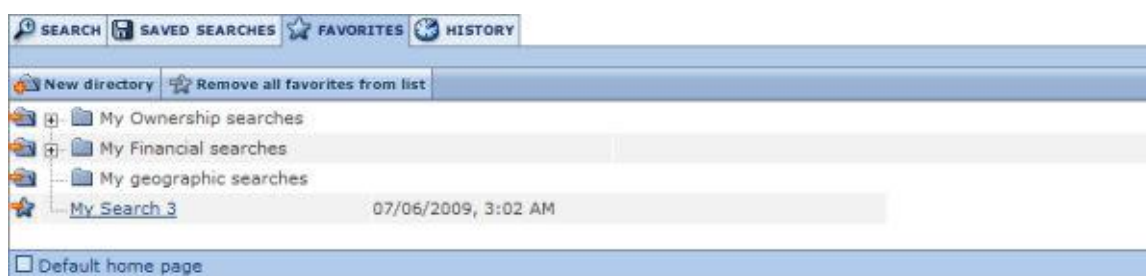 SEARCH SAVED SEARCHES FAVORITES HISTORY
New directory Remove all favorites from list
My Ownership searches
My Financial searches
My geographic searches
My Search 3 07/06/2009, 3:02 AM
Default home page